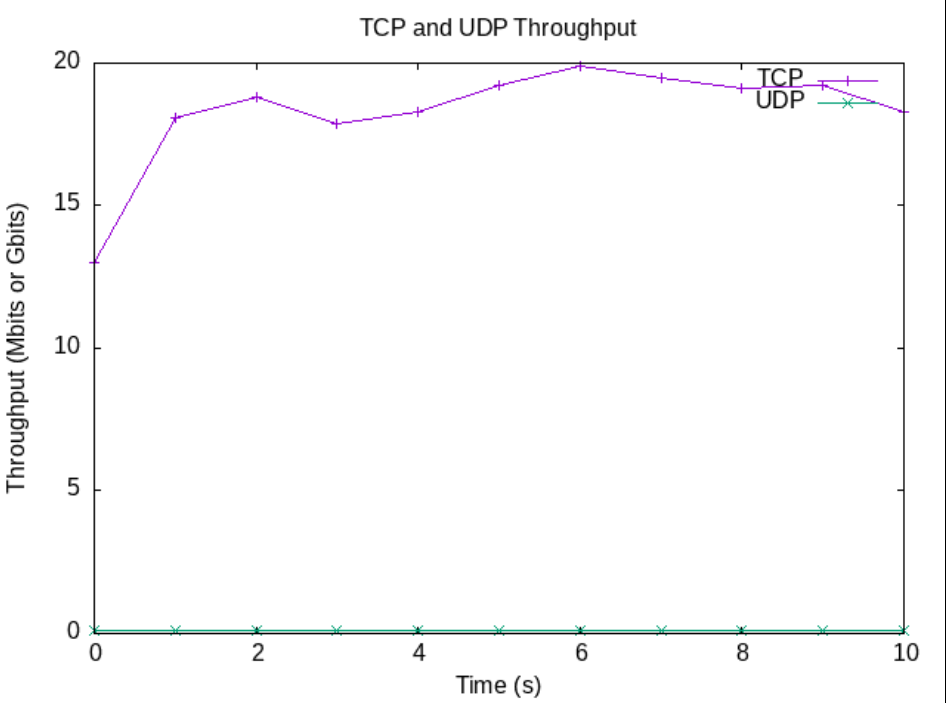 TCP and UDP Throughput
20
TCP
UDP
15
10
5
0
Throughput (Mbits or Gbits)
0 2 4 6 8 10
Time (s)